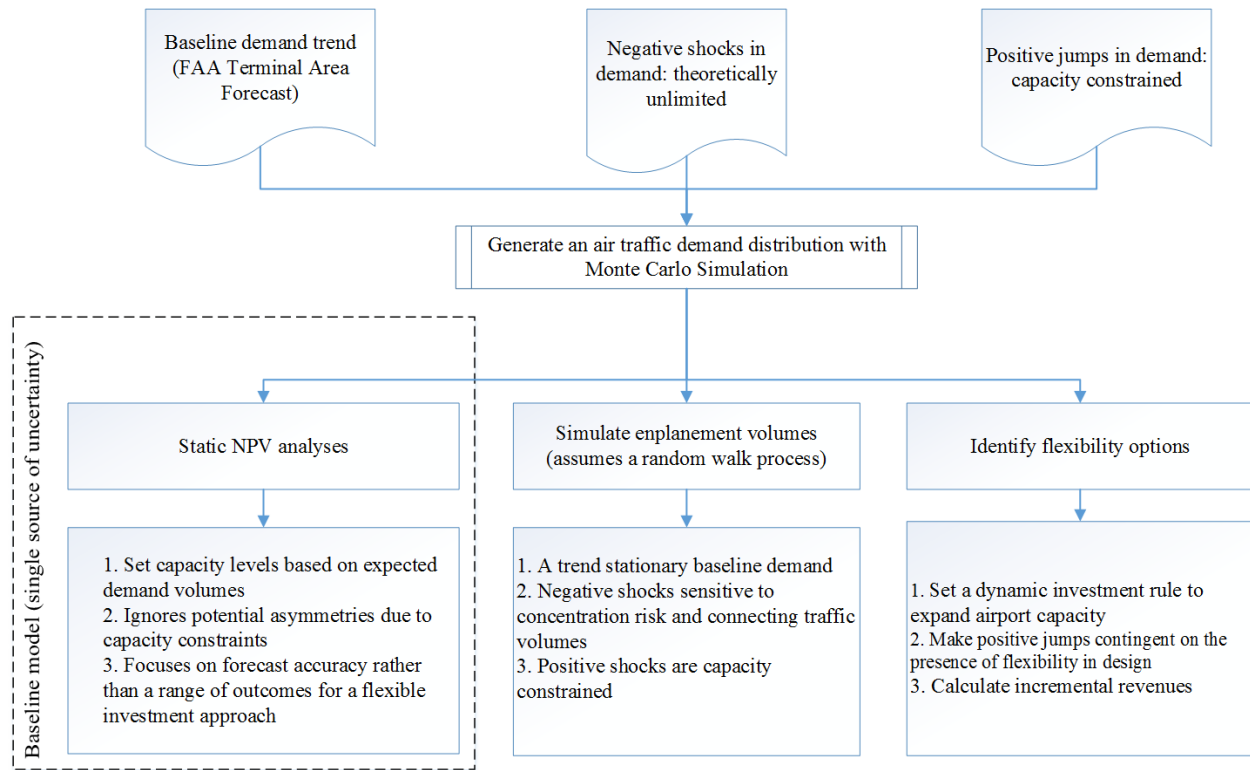 Baseline demand trend
(FAA Terminal Area
Forecast)
Negative shocks in
demand: theoretically
unlimited
Positive jumps in demand:
capacity constrained
Generate an air traffic demand distribution with
Monte Carlo Simulation
Baseline model (single source of uncertainty)
Static NPV analyses
Simulate enplanement volumes
(assumes a random walk process)
Identify flexibility options
1. Set capacity levels based on expected
demand volumes
2. Ignores potential asymmetries due to
capacity constraints
3. Focuses on forecast accuracy rather
than a range of outcomes for a flexible
investment approach
1. A trend stationary baseline demand
2. Negative shocks sensitive to
concentration risk and connecting traffic
volumes
3. Positive shocks are capacity
constrained
1. Set a dynamic investment rule to
expand airport capacity
2. Make positive jumps contingent on the
presence of flexibility in design
3. Calculate incremental revenues